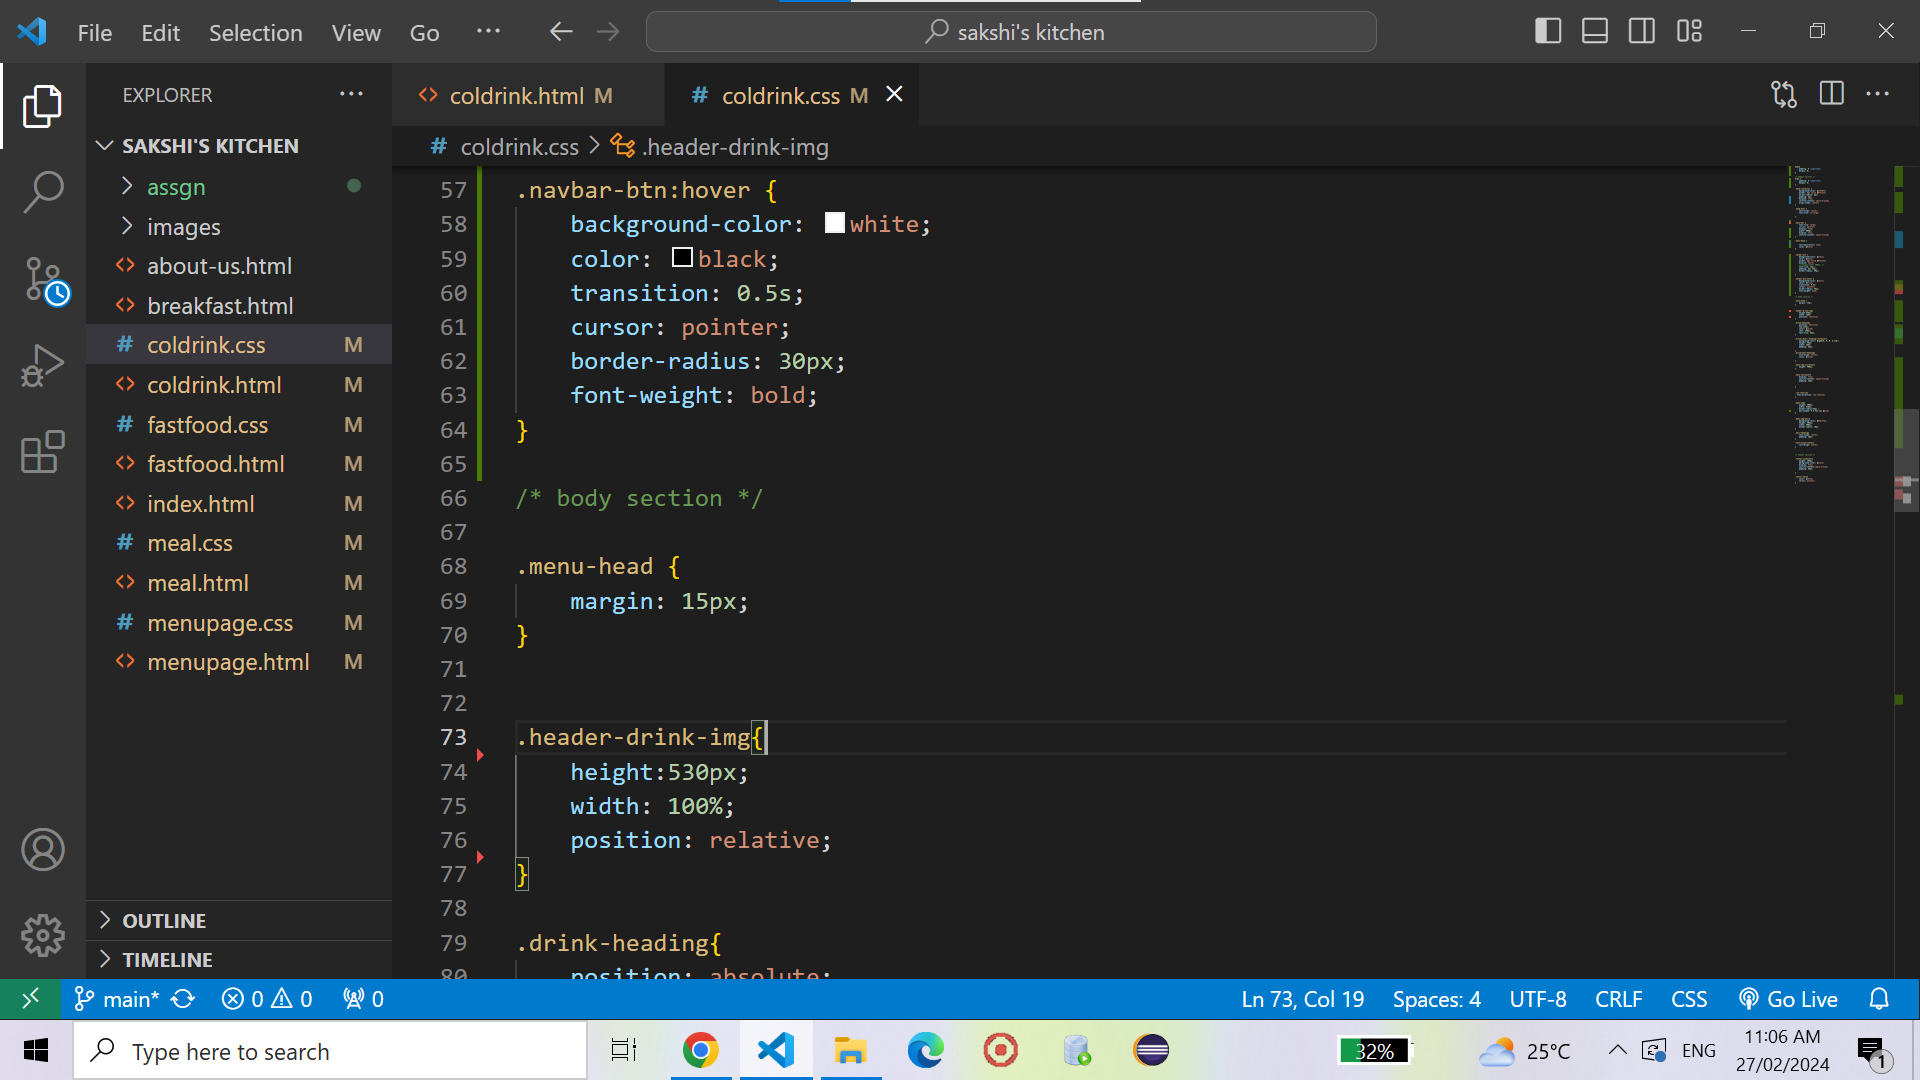 File Edit Selection View Go ··· sakshi's kitchen
EXPLORER ···
coldrink.html M
# coldrink.css M
# coldrink.css > .header-drink-img
SAKSHI'S KITCHEN
assgn
images
about-us.html
breakfast.html
# coldrink.css M
coldrink.html M
# fastfood.css M
fastfood.html M
index.html M
# meal.css M
meal.html M
# menupage.css M
menupage.html M
OUTLINE
TIMELINE
57 .navbar-btn:hover {
58 background-color: white;
59 color: black;
60 transition: 0.5s;
61 cursor: pointer;
62 border-radius: 30px;
63 font-weight: bold;
64 }
65
66 /* body section */
67
68 .menu-head {
69 margin: 15px;
70 }
71
72
73 .header-drink-img{
74 height:530px;
75 width: 100%;
76 position: relative;
77 }
78
79 .drink-heading{
80 position: absolute;
main* 0 0 0 Ln 73, Col 19 Spaces: 4 UTF-8 CRLF CSS Go Live
Type here to search
32%
25°C
ENG
11:06 AM
27/02/2024
1